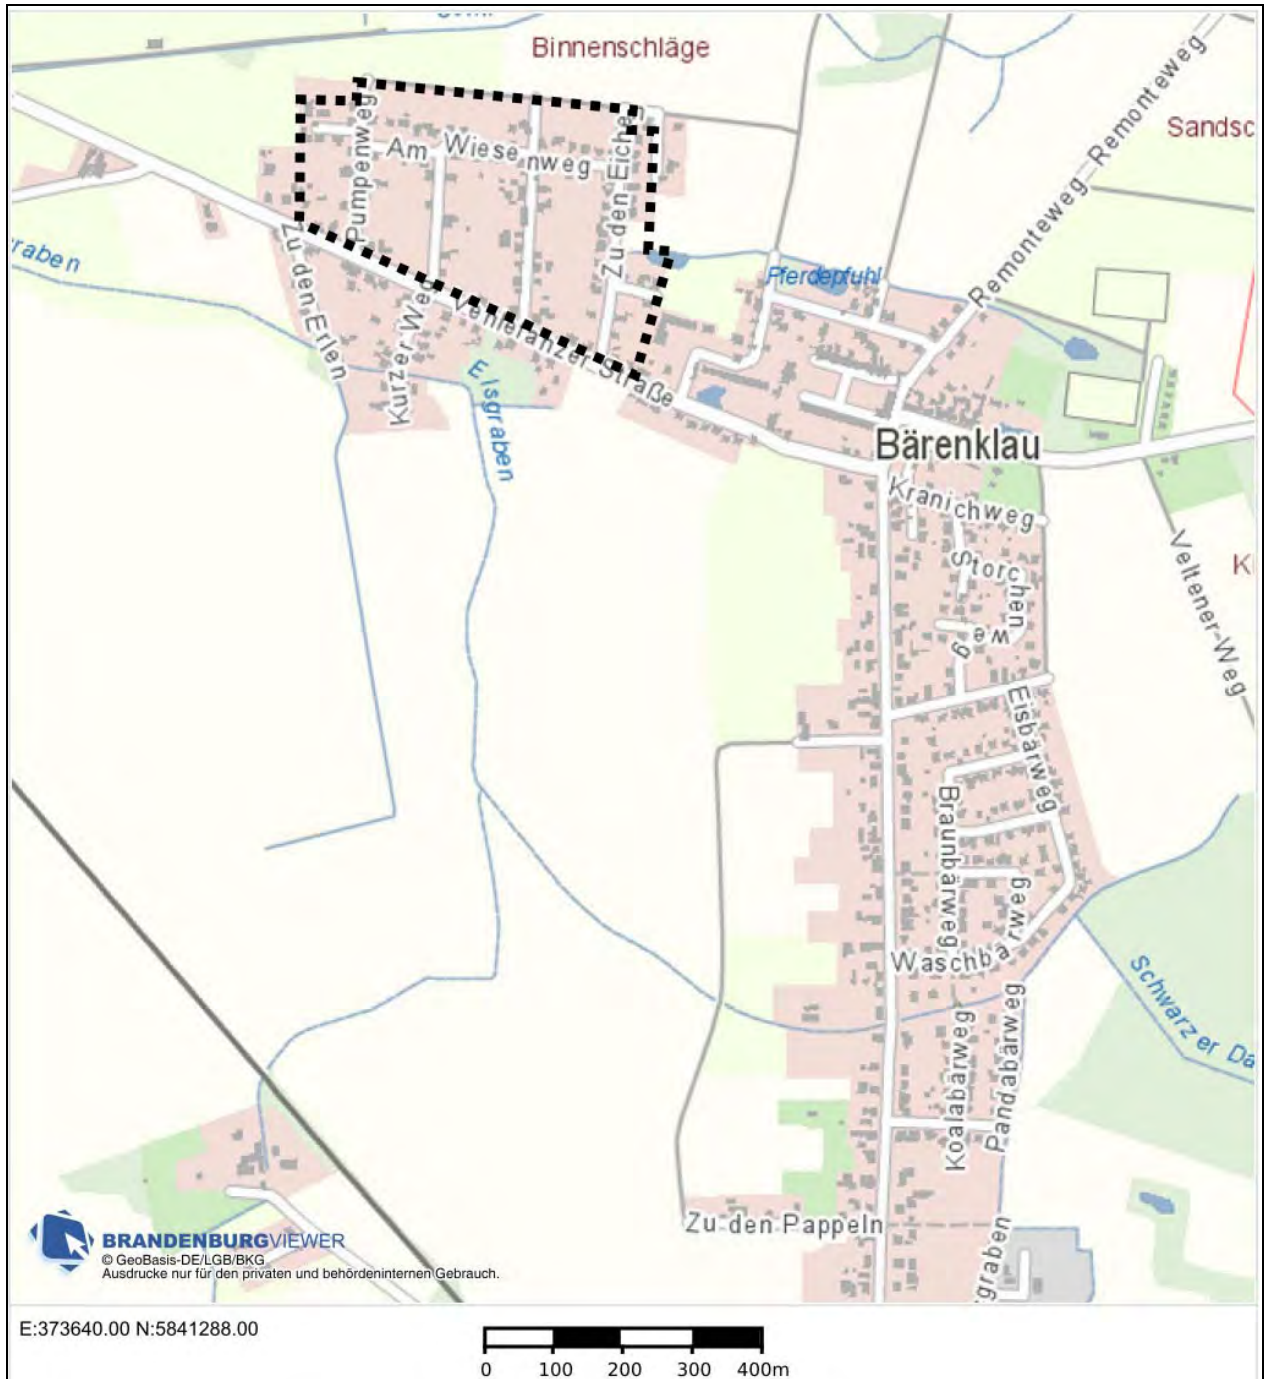 Binnenschläge
Remonteweg
Remonteweg
Pumpenweg
Am Wiesenweg
Zu den Eichen
Zu den Erlen
Kurzer Weg
Vehlefanzer Straße
Elsgraben
graben
Pferdepfuhl
Bärenklau
Kranichweg
Storchenweg
Veltener-Weg
Eisbärweg
Braunbärweg
Waschbärweg
Schwarzer Da
Koalabärweg
Pandabärweg
Zu den Pappeln
graben
Sandsc
K
BRANDENBURGVIEWER
© GeoBasis-DE/LGB/BKG
Ausdrucke nur für den privaten und behördeninternen Gebrauch.
E:373640.00 N:5841288.00
0 100 200 300 400m